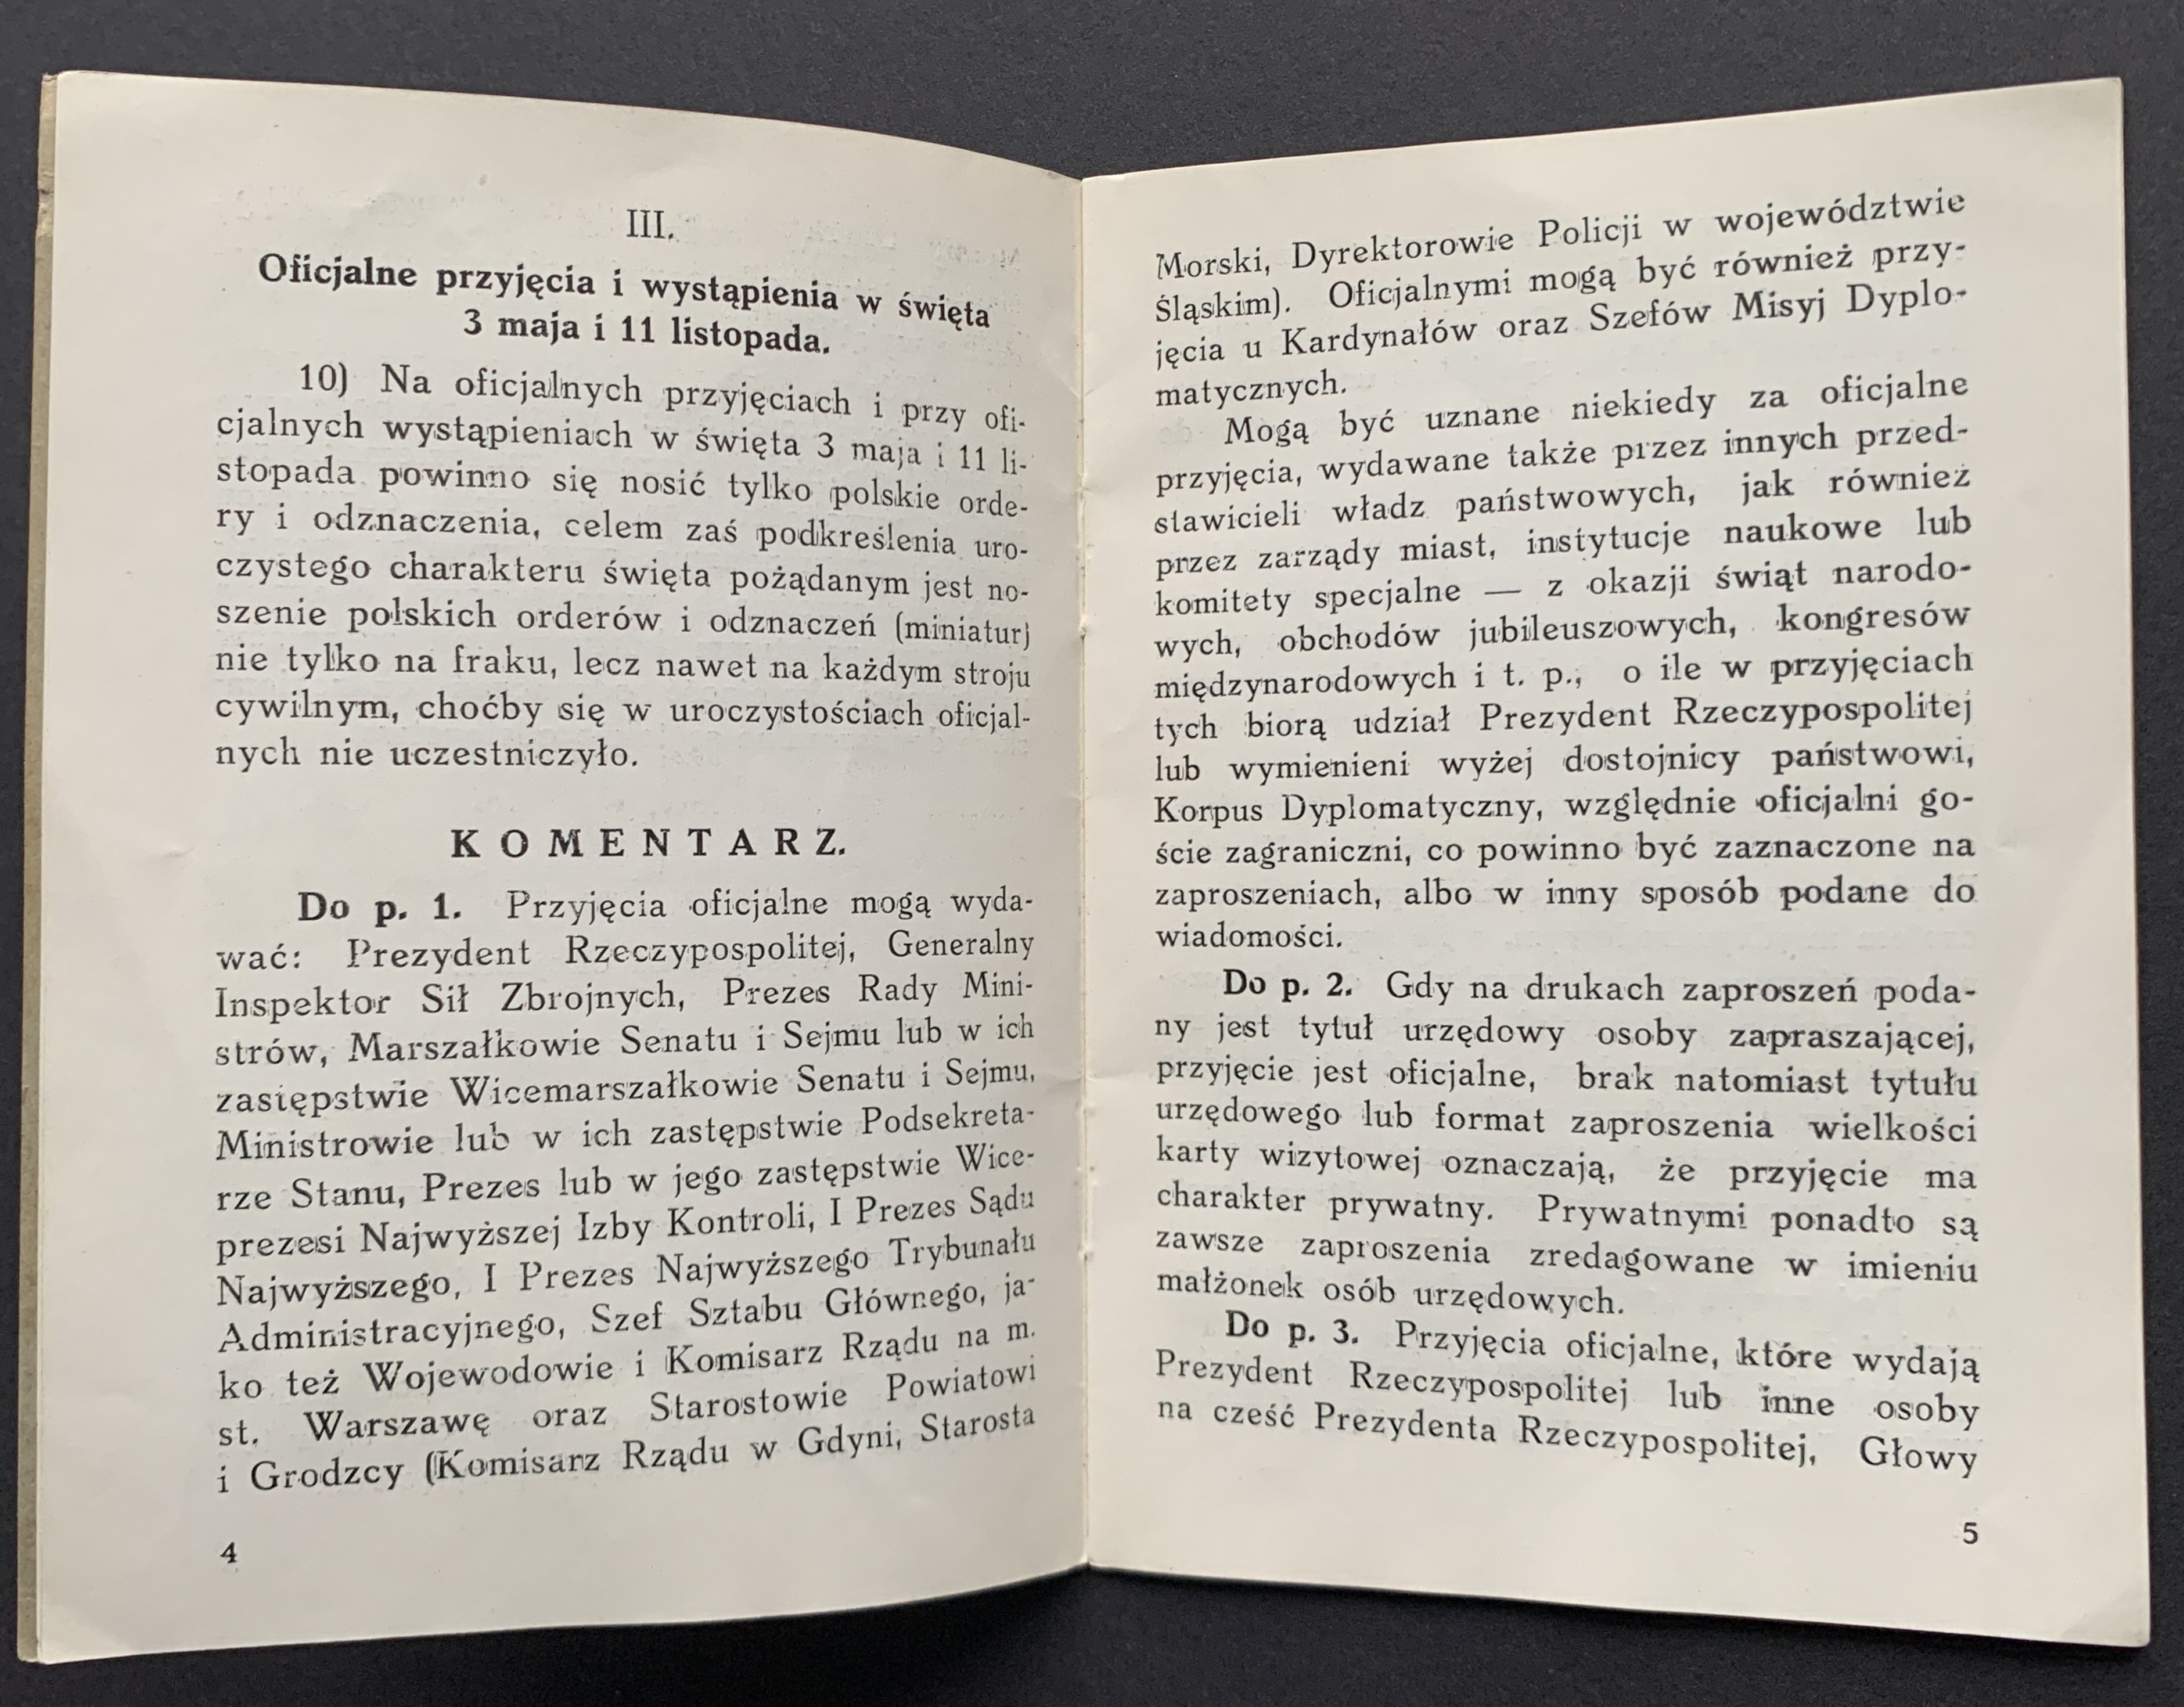 III.
Oficjalne przyjęcia i wystąpienia w święta
3 maja i 11 listopada.
10) Na oficjalnych przyjęciach i przy ofi-
cjalnych wystąpieniach w święta 3 maja i 11 li-
stopada powinno się nosić tylko polskie orde-
ry i odznaczenia, celem zaś podkreślenia uro-
czystego charakteru święta pożądanym jest no-
szenie polskich orderów i odznaczeń (miniatur)
nie tylko na fraku, lecz nawet na każdym stroju
cywilnym, choćby się w uroczystościach oficjal-
nych nie uczestniczyło.
KOMENTARZ.
Do p. 1. Przyjęcia oficjalne mogą wyda-
wać: Prezydent Rzeczypospolitej, Generalny
Inspektor Sił Zbrojnych, Prezes Rady Mini-
strów, Marszałkowie Senatu i Sejmu lub w ich
zastępstwie Wicemarszałkowie Senatu i Sejmu,
Ministrowie lub w ich zastępstwie Podsekreta-
rze Stanu, Prezes lub w jego zastępstwie Wice-
prezesi Najwyższej Izby Kontroli, I Prezes Sądu
Najwyższego, I Prezes Najwyższego Trybunału
Administracyjnego, Szef Sztabu Głównego, ja-
ko też Wojewodowie i Komisarz Rządu na m.
st. Warszawę oraz Starostowie Powiatowi
i Grodzcy (Komisarz Rządu w Gdyni, Starosta
4
Morski, Dyrektorowie Policji w województwie
Śląskim). Oficjalnymi mogą być również przy-
jęcia u Kardynałów oraz Szefów Misyj Dyplo-
matycznych.
Mogą być uznane niekiedy za oficjalne
przyjęcia, wydawane także przez innych przed-
stawicieli władz państwowych, jak również
przez zarządy miast, instytucje naukowe lub
komitety specjalne — z okazji świąt narodo-
wych, obchodów jubileuszowych, kongresów
międzynarodowych i t. p., o ile w przyjęciach
tych biorą udział Prezydent Rzeczypospolitej
lub wymienieni wyżej dostojnicy państwowi,
Korpus Dyplomatyczny, względnie oficjalni go-
ście zagraniczni, co powinno być zaznaczone na
zaproszeniach, albo w inny sposób podane do
wiadomości.
Do p. 2. Gdy na drukach zaproszeń poda-
ny jest tytuł urzędowy osoby zapraszającej,
przyjęcie jest oficjalne, brak natomiast tytułu
urzędowego lub format zaproszenia wielkości
karty wizytowej oznaczają, że przyjęcie ma
charakter prywatny. Prywatnymi ponadto są
zawsze zaproszenia zredagowane w imieniu
małżonek osób urzędowych.
Do p. 3. Przyjęcia oficjalne, które wydają
Prezydent Rzeczypospolitej lub inne osoby
na cześć Prezydenta Rzeczypospolitej, Głowy
5